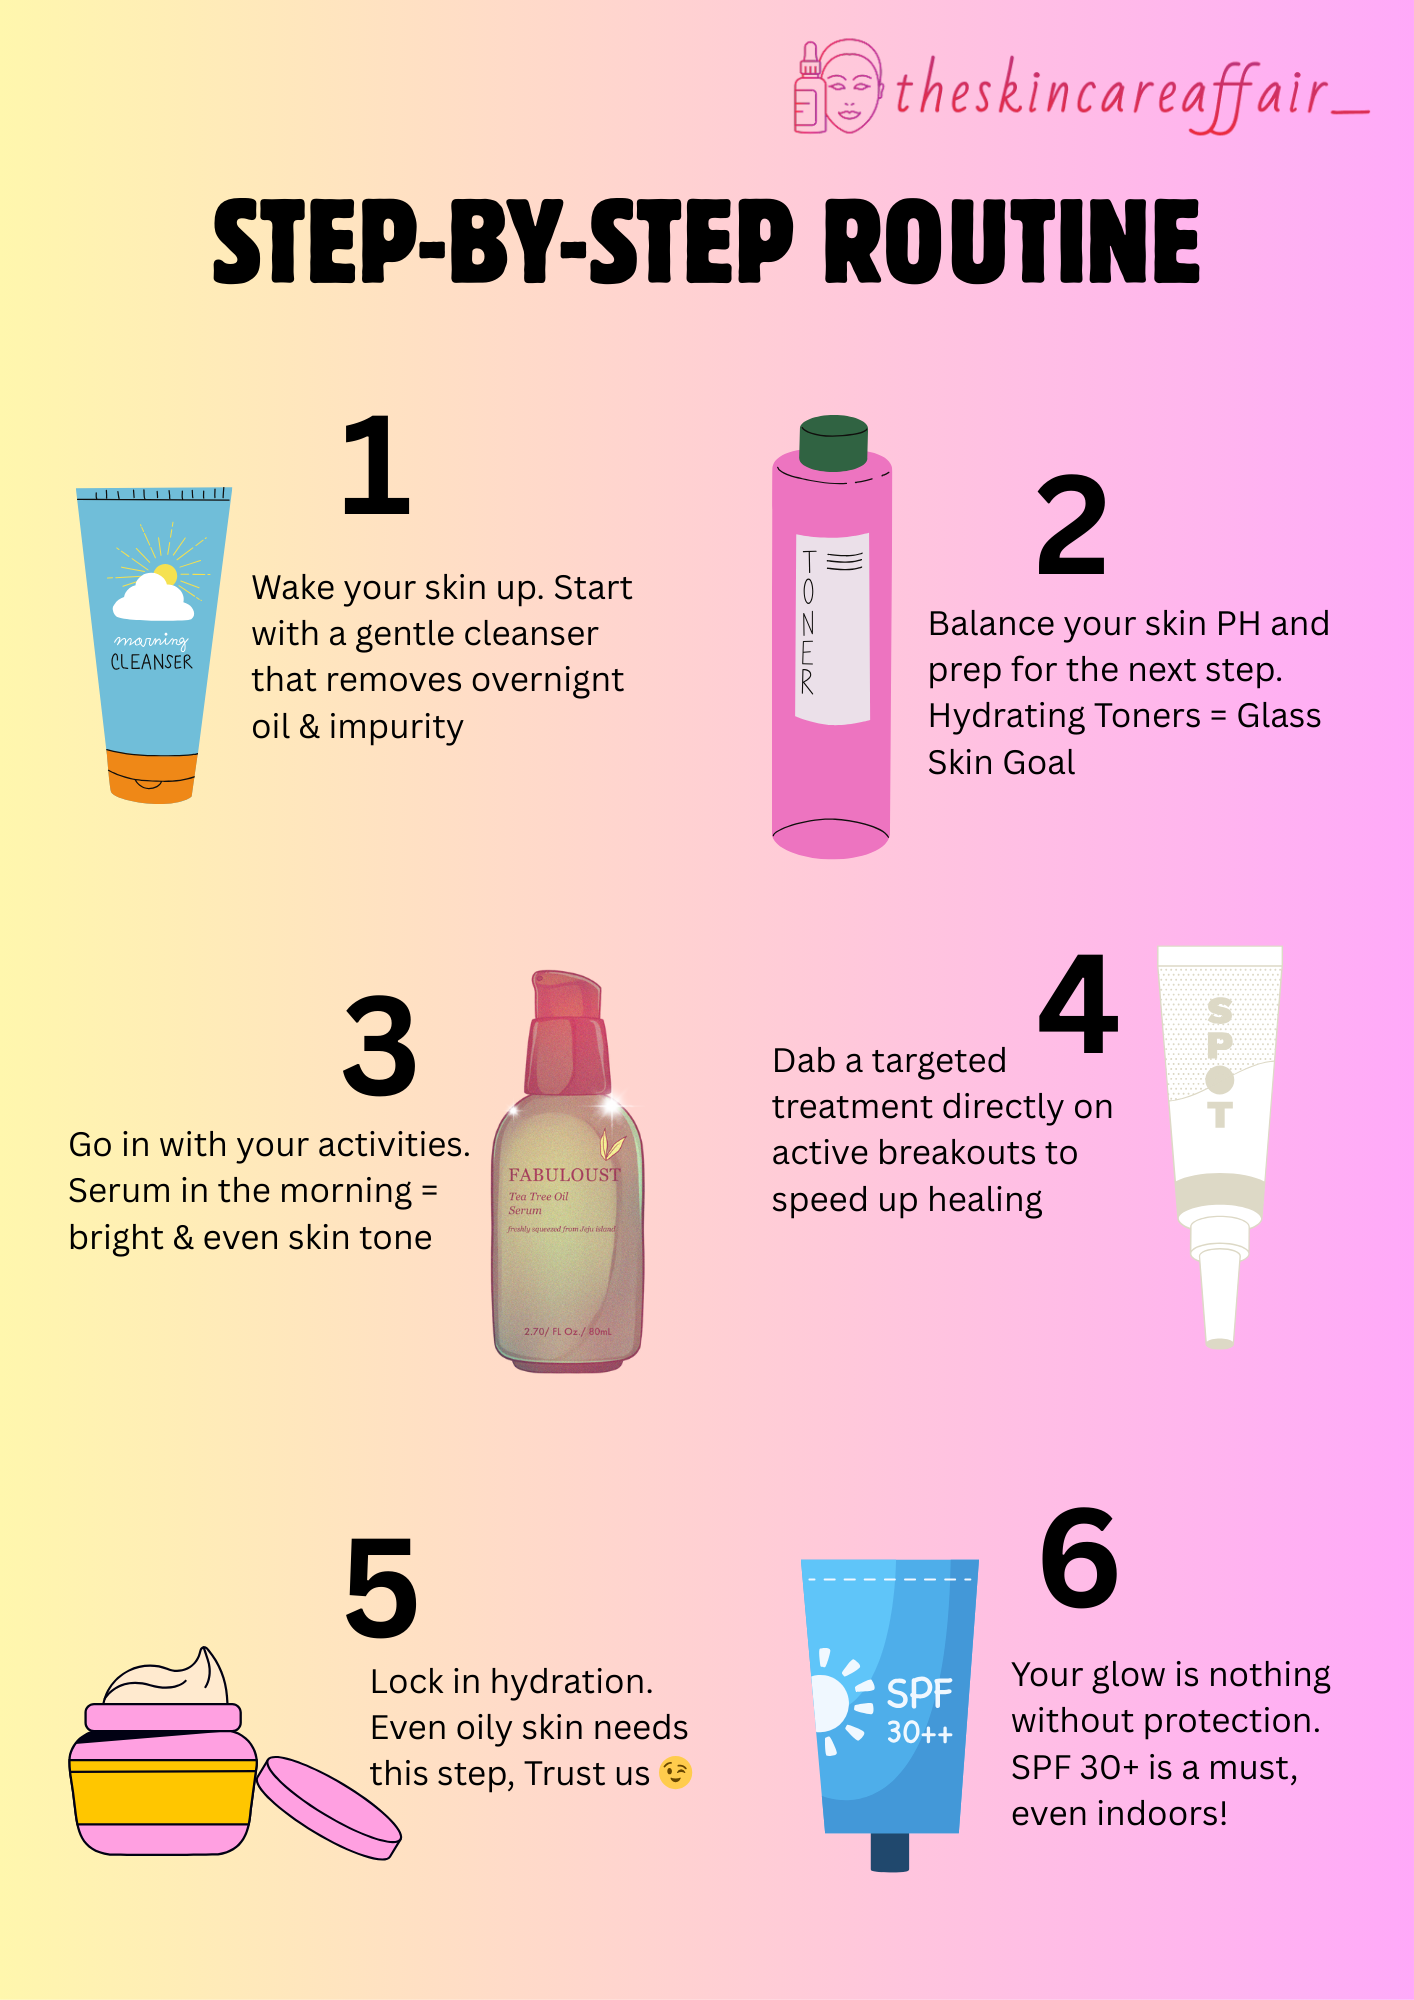 theskincareaffair_
STEP-BY-STEP ROUTINE
1
morning
CLEANSER
Wake your skin up. Start
with a gentle cleanser
that removes overnignt
oil & impurity
TONER
2
Balance your skin PH and
prep for the next step.
Hydrating Toners = Glass
Skin Goal
3
Go in with your activities.
Serum in the morning =
bright & even skin tone
FABULOUST
Tea Tree Oil
Serum
freshly squeezed from Jeju island
2.70/ FL Oz./ 80mL
4
Dab a targeted
treatment directly on
active breakouts to
speed up healing
SPOT
5
Lock in hydration.
Even oily skin needs
this step, Trust us 😉
SPF
30++
6
Your glow is nothing
without protection.
SPF 30+ is a must,
even indoors!